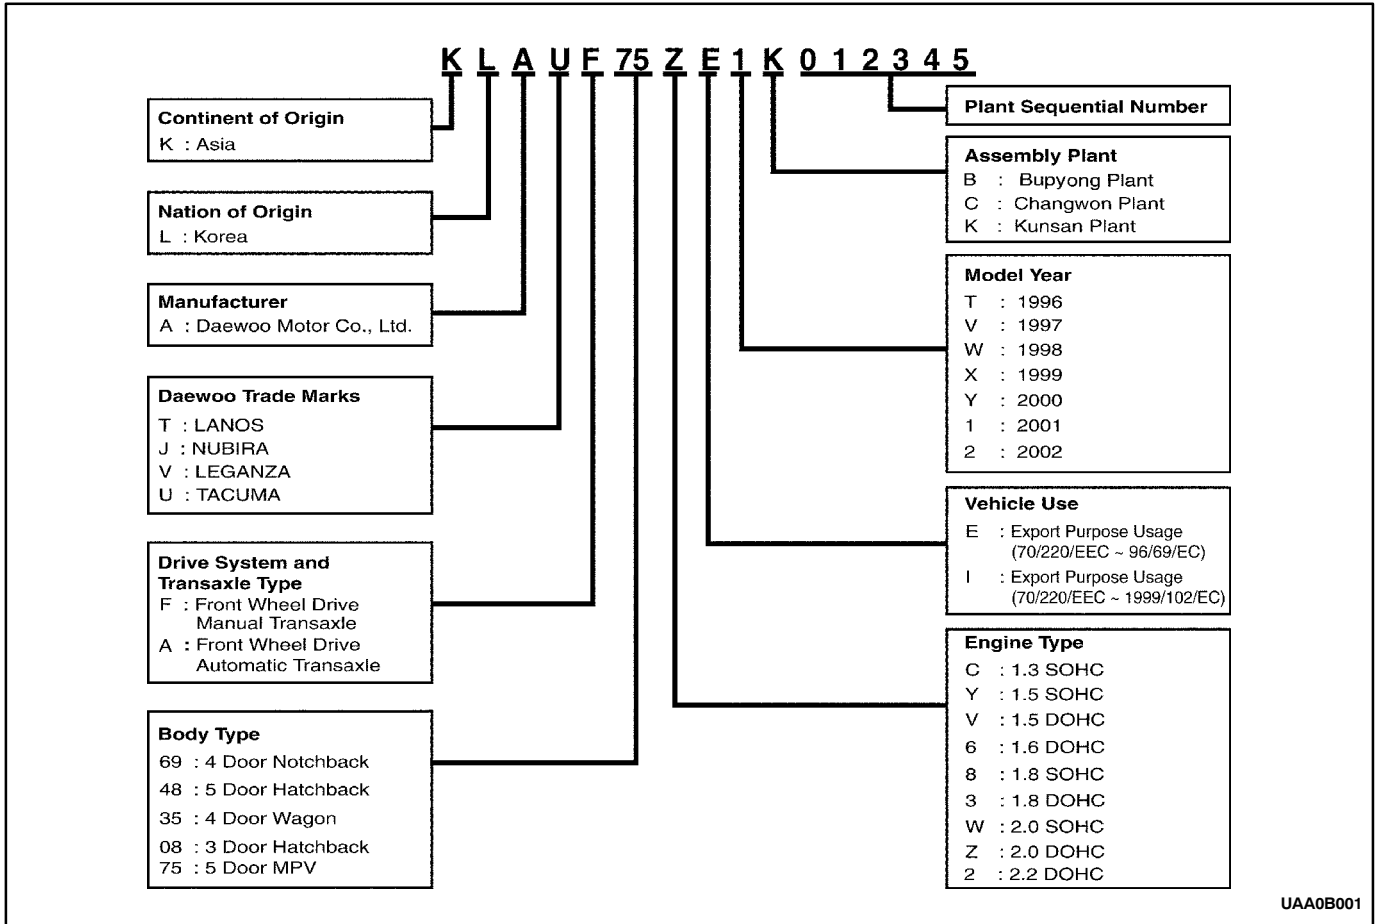 K L A U F 75 Z E 1 K 0 1 2 3 4 5
Continent of Origin
K : Asia
Nation of Origin
L : Korea
Manufacturer
A : Daewoo Motor Co., Ltd.
Daewoo Trade Marks
T : LANOS
J : NUBIRA
V : LEGANZA
U : TACUMA
Drive System and
Transaxle Type
F : Front Wheel Drive
Manual Transaxle
A : Front Wheel Drive
Automatic Transaxle
Body Type
69 : 4 Door Notchback
48 : 5 Door Hatchback
35 : 4 Door Wagon
08 : 3 Door Hatchback
75 : 5 Door MPV
Plant Sequential Number
Assembly Plant
B : Bupyong Plant
C : Changwon Plant
K : Kunsan Plant
Model Year
T : 1996
V : 1997
W : 1998
X : 1999
Y : 2000
1 : 2001
2 : 2002
Vehicle Use
E : Export Purpose Usage
(70/220/EEC ~ 96/69/EC)
I : Export Purpose Usage
(70/220/EEC ~ 1999/102/EC)
Engine Type
C : 1.3 SOHC
Y : 1.5 SOHC
V : 1.5 DOHC
6 : 1.6 DOHC
8 : 1.8 SOHC
3 : 1.8 DOHC
W : 2.0 SOHC
Z : 2.0 DOHC
2 : 2.2 DOHC
UAA0B001